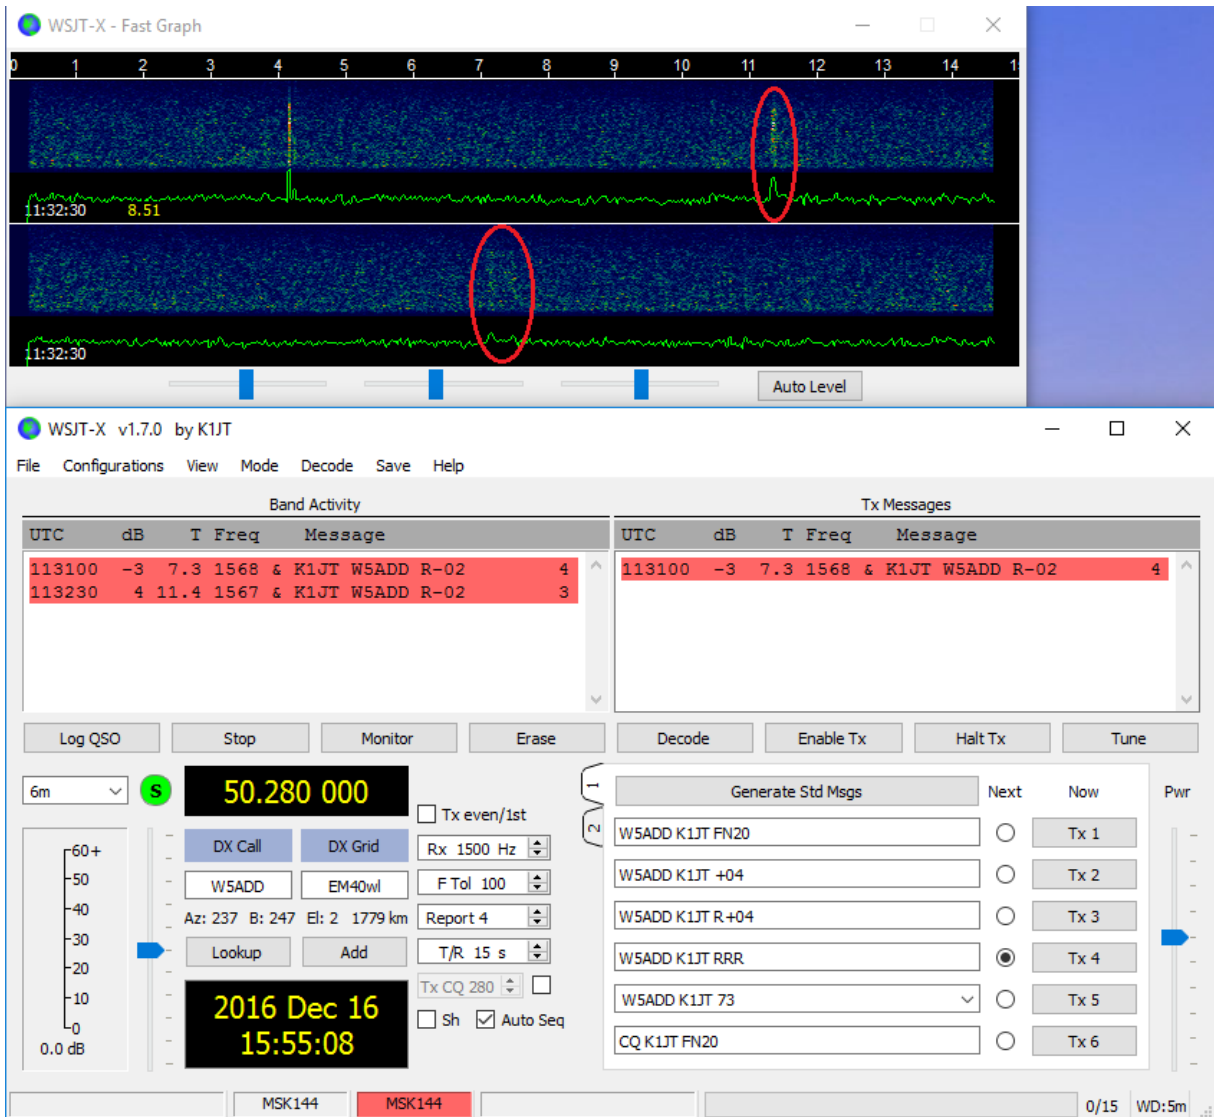 WSJT-X - Fast Graph
0 1 2 3 4 5 6 7 8 9 10 11 12 13 14 1
11:32:30 8.51
11:32:30
Auto Level
WSJT-X v1.7.0 by K1JT
File Configurations View Mode Decode Save Help
Band Activity
UTC dB T Freq Message
113100 -3 7.3 1568 & K1JT W5ADD R-02 4
113230 4 11.4 1567 & K1JT W5ADD R-02 3
Tx Messages
UTC dB T Freq Message
113100 -3 7.3 1568 & K1JT W5ADD R-02 4
Log QSO Stop Monitor Erase Decode Enable Tx Halt Tx Tune
6m S 50.280 000
Tx even/1st
DX Call DX Grid Rx 1500 Hz
W5ADD EM40wl F Tol 100
Az: 237 B: 247 El: 2 1779 km Report 4
Lookup Add T/R 15 s
Tx CQ 280
2016 Dec 16
15:55:08
Sh Auto Seq
60+
50
40
30
20
10
0
0.0 dB
1
2
Generate Std Msgs Next Now Pwr
W5ADD K1JT FN20 Tx 1
W5ADD K1JT +04 Tx 2
W5ADD K1JT R+04 Tx 3
W5ADD K1JT RRR Tx 4
W5ADD K1JT 73 Tx 5
CQ K1JT FN20 Tx 6
MSK144 MSK144 0/15 WD:5m